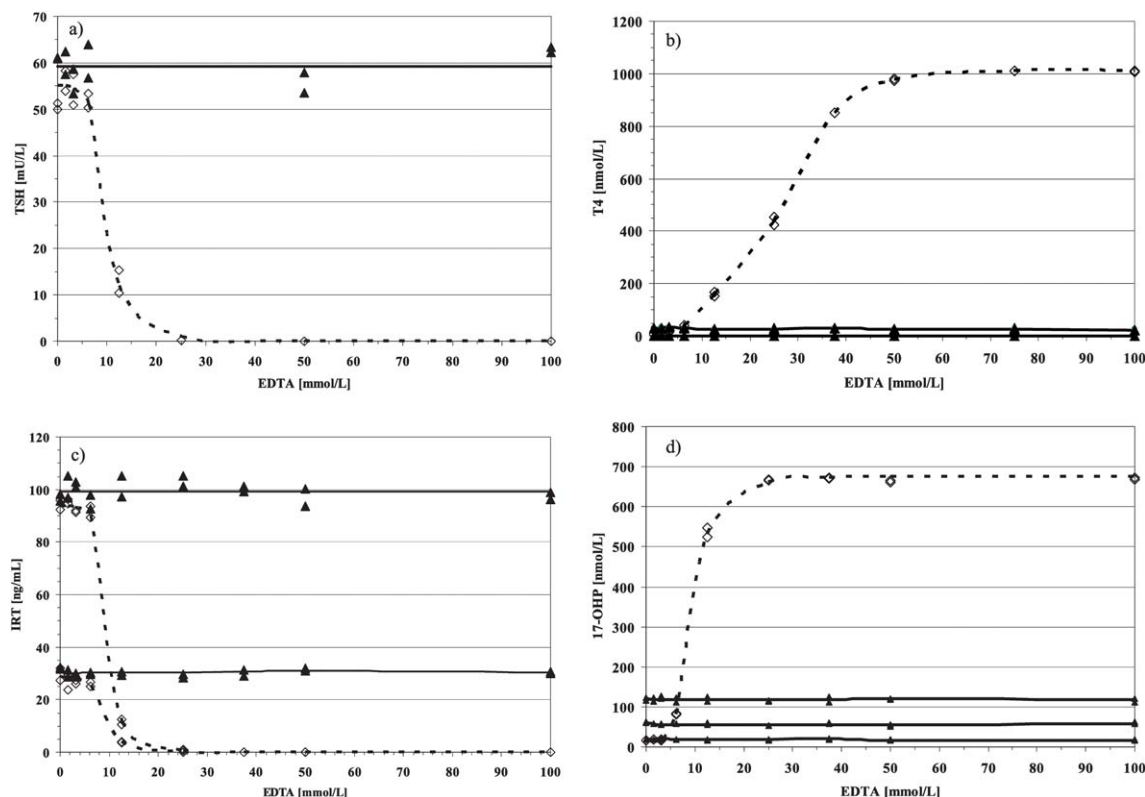 a)
70
60
50
40
30
20
10
0
TSH [mU/L]
0 10 20 30 40 50 60 70 80 90 100
EDTA [mmol/L]
b)
1200
1000
800
600
400
200
0
T4 [nmol/L]
0 10 20 30 40 50 60 70 80 90 100
EDTA [mmol/L]
c)
120
100
80
60
40
20
0
IRT [ng/mL]
0 10 20 30 40 50 60 70 80 90 100
EDTA [mmol/L]
d)
800
700
600
500
400
300
200
100
0
17-OHP [nmol/L]
0 10 20 30 40 50 60 70 80 90 100
EDTA [mmol/L]